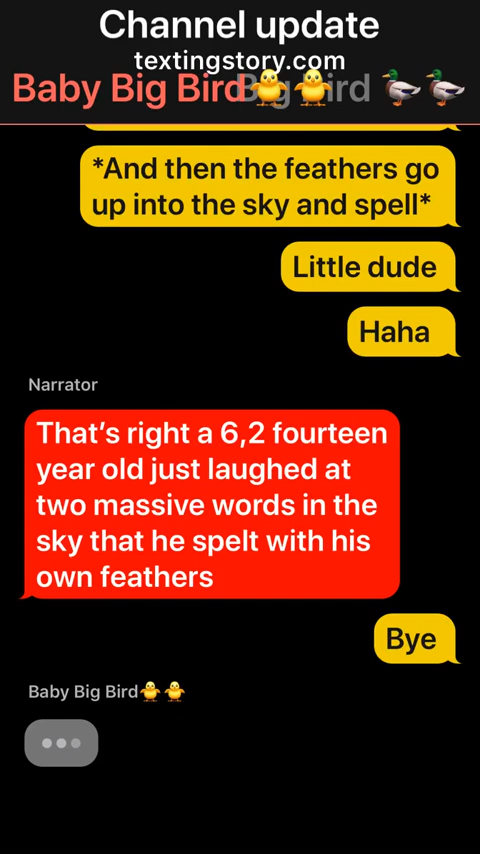 Channel update
textingstory.com
Baby Big Bird🐥🐥 Big Bird 🦆🦆
*And then the feathers go
up into the sky and spell*
Little dude
Haha
Narrator
That's right a 6,2 fourteen
year old just laughed at
two massive words in the
sky that he spelt with his
own feathers
Bye
Baby Big Bird🐥🐥